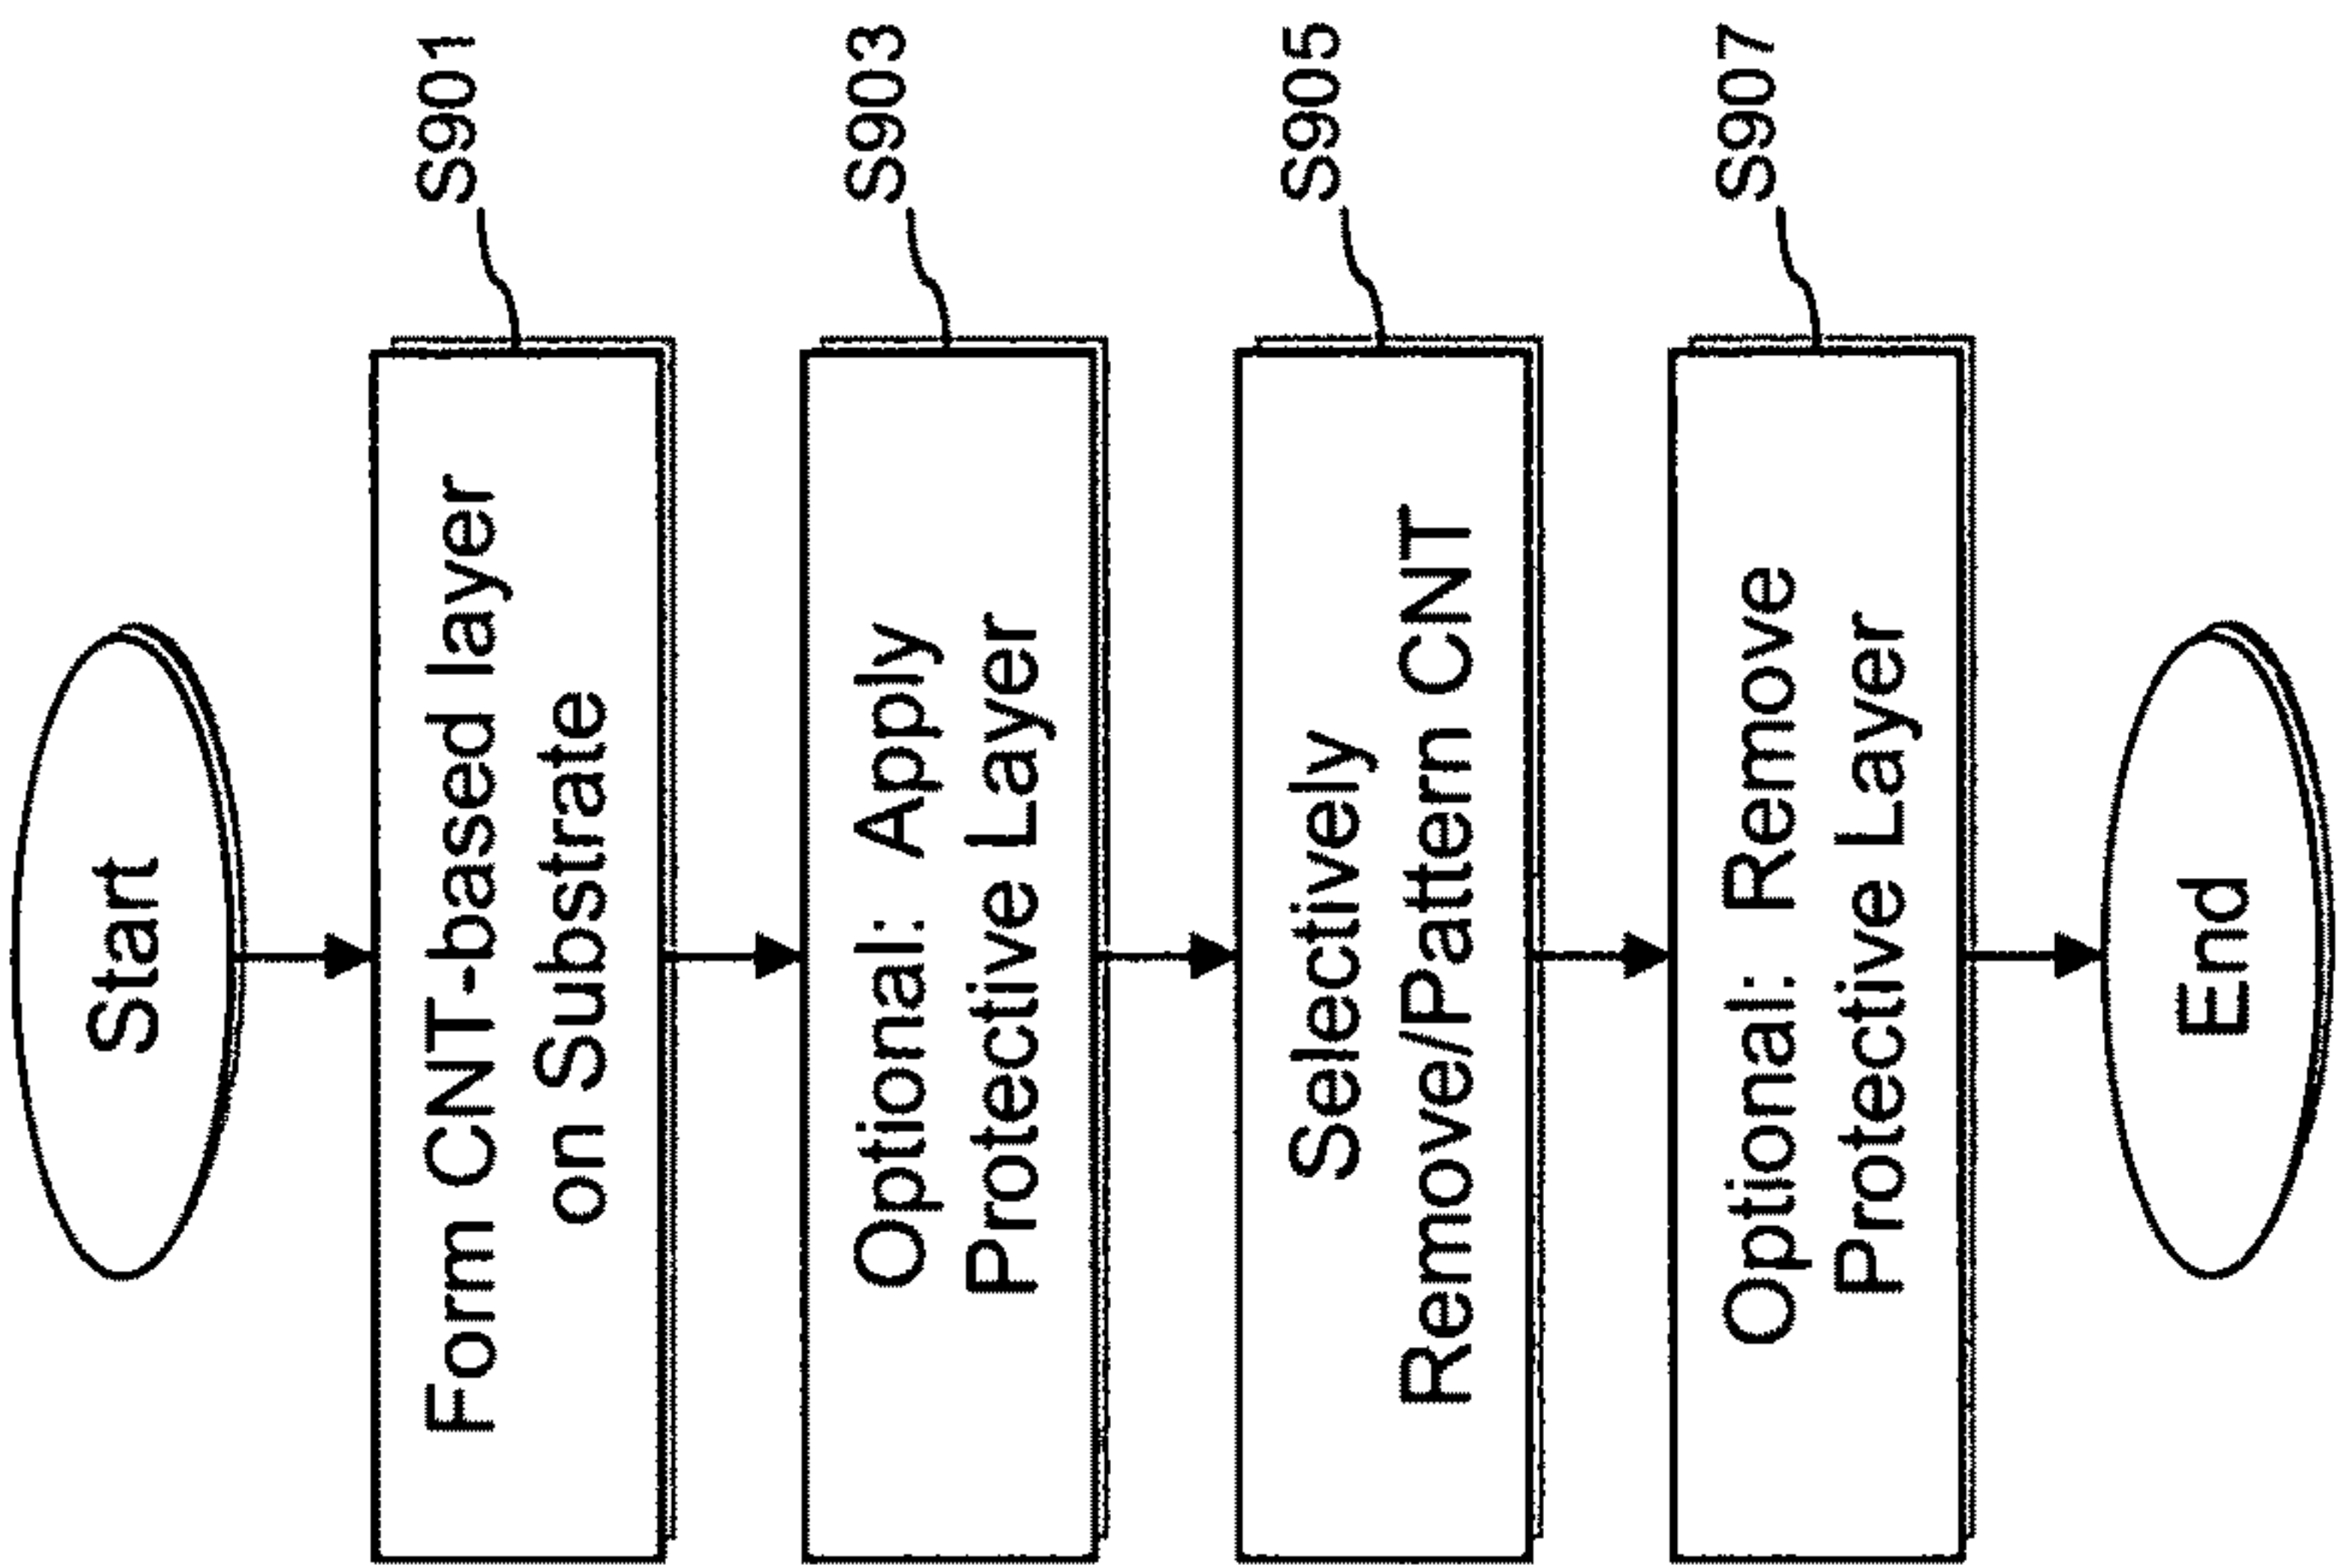 Start
Form CNT-based layer
on Substrate
S901
Optional: Apply
Protective Layer
S903
Selectively
Remove/Pattern CNT
S905
Optional: Remove
Protective Layer
S907
End